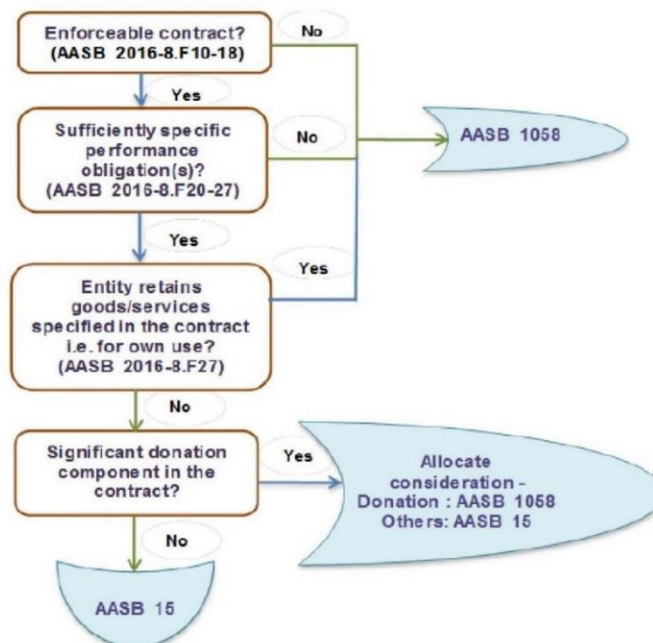 Enforceable contract?
(AASB 2016-8.F10-18)
No
Yes
Sufficiently specific
performance
obligation(s)?
(AASB 2016-8.F20-27)
No
AASB 1058
Yes
Entity retains
goods/services
specified in the contract
i.e. for own use?
(AASB 2016-8.F27)
Yes
No
Significant donation
component in the
contract?
Yes
Allocate
consideration -
Donation : AASB 1058
Others: AASB 15
No
AASB 15